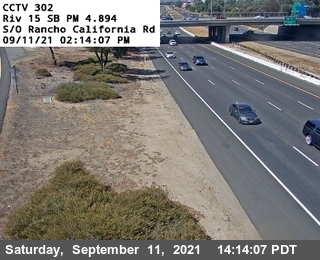 CCTV 302
Riv 15 SB PM 4.894
S/O Rancho California Rd
09/11/21 02:14:07 PM
Saturday, September 11, 2021 14:14:07 PDT